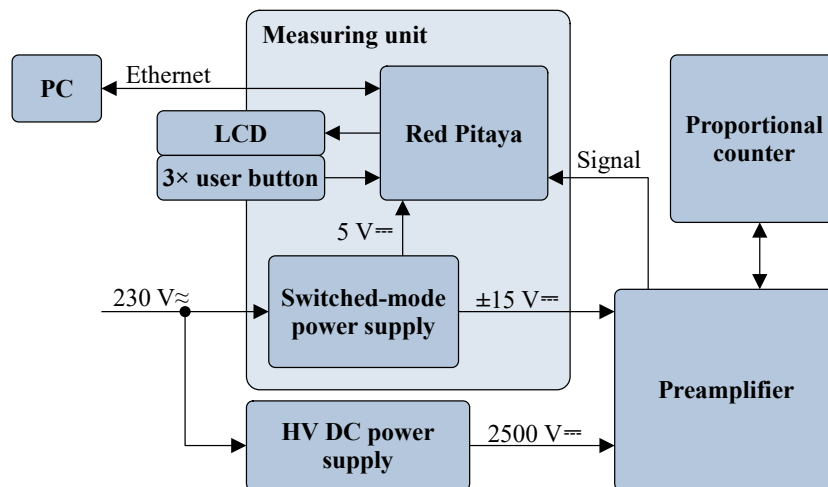 Measuring unit
PC
Ethernet
LCD
3× user button
Red Pitaya
Signal
Proportional
counter
5 V⎓
230 V≈
Switched-mode
power supply
±15 V⎓
Preamplifier
HV DC power
supply
2500 V⎓